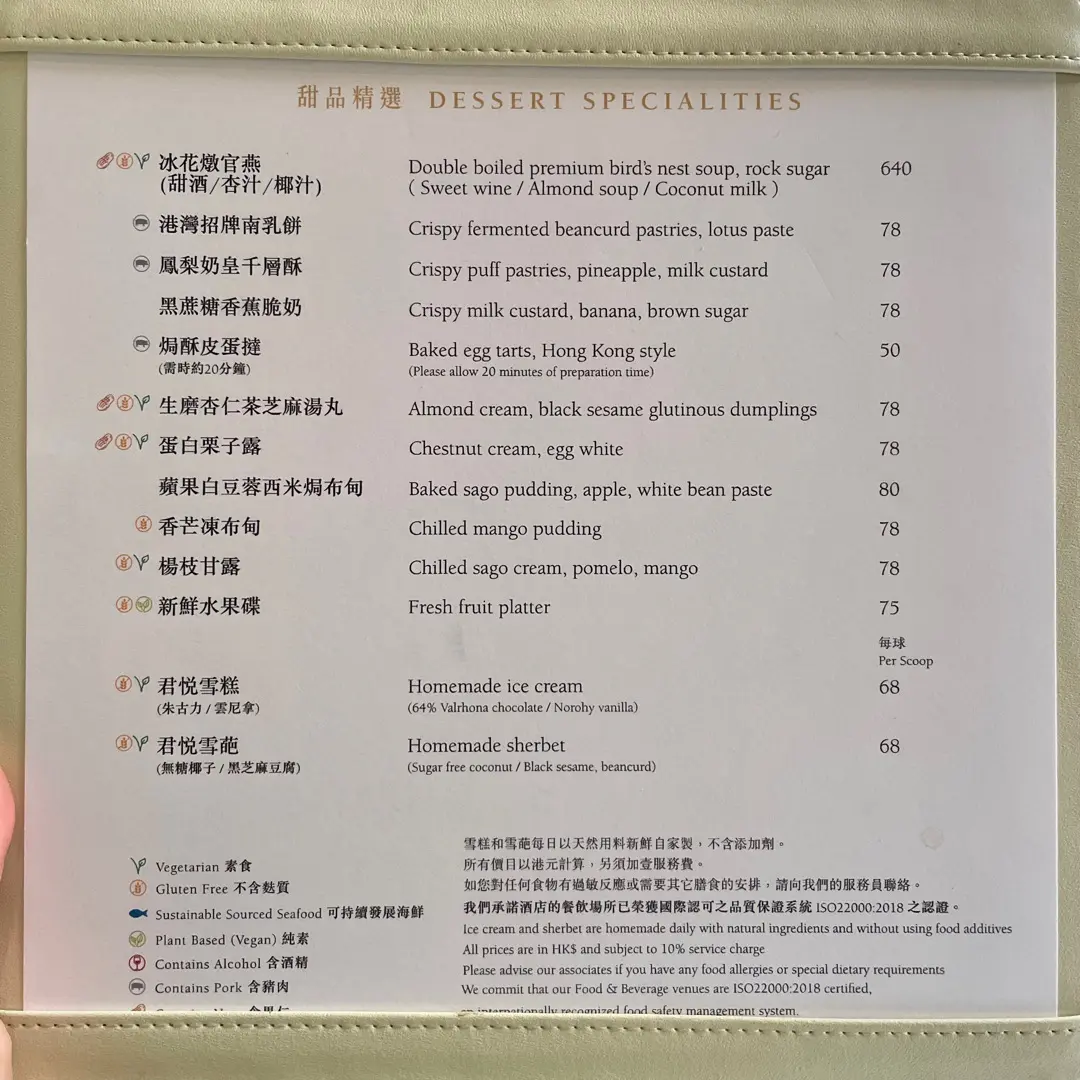 甜品精選 DESSERT SPECIALITIES
冰花燉官燕 Double boiled premium bird's nest soup, rock sugar 640
(甜酒/杏汁/椰汁) ( Sweet wine / Almond soup / Coconut milk )
港灣招牌南乳餅 Crispy fermented beancurd pastries, lotus paste 78
鳳梨奶皇千層酥 Crispy puff pastries, pineapple, milk custard 78
黑蔗糖香蕉脆奶 Crispy milk custard, banana, brown sugar 78
焗酥皮蛋撻 Baked egg tarts, Hong Kong style 50
(需時約20分鐘) (Please allow 20 minutes of preparation time)
生磨杏仁茶芝麻湯丸 Almond cream, black sesame glutinous dumplings 78
蛋白栗子露 Chestnut cream, egg white 78
蘋果白豆蓉西米焗布甸 Baked sago pudding, apple, white bean paste 80
香芒凍布甸 Chilled mango pudding 78
楊枝甘露 Chilled sago cream, pomelo, mango 78
新鮮水果碟 Fresh fruit platter 75
每球
Per Scoop
君悅雪糕 Homemade ice cream 68
(朱古力 / 雲尼拿) (64% Valrhona chocolate / Norohy vanilla)
君悅雪葩 Homemade sherbet 68
(無糖椰子 / 黑芝麻豆腐) (Sugar free coconut / Black sesame, beancurd)
Vegetarian 素食
Gluten Free 不含麩質
Sustainable Sourced Seafood 可持續發展海鮮
Plant Based (Vegan) 純素
Contains Alcohol 含酒精
Contains Pork 含豬肉
雪糕和雪葩每日以天然用料新鮮自家製，不含添加劑。
所有價目以港元計算，另須加壹服務費。
如您對任何食物有過敏反應或需要其它膳食的安排，請向我們的服務員聯絡。
我們承諾酒店的餐飲場所已榮獲國際認可之品質保證系統 ISO22000:2018 之認證。
Ice cream and sherbet are homemade daily with natural ingredients and without using food additives
All prices are in HK$ and subject to 10% service charge
Please advise our associates if you have any food allergies or special dietary requirements
We commit that our Food & Beverage venues are ISO22000:2018 certified,
an internationally recognized food safety management system.